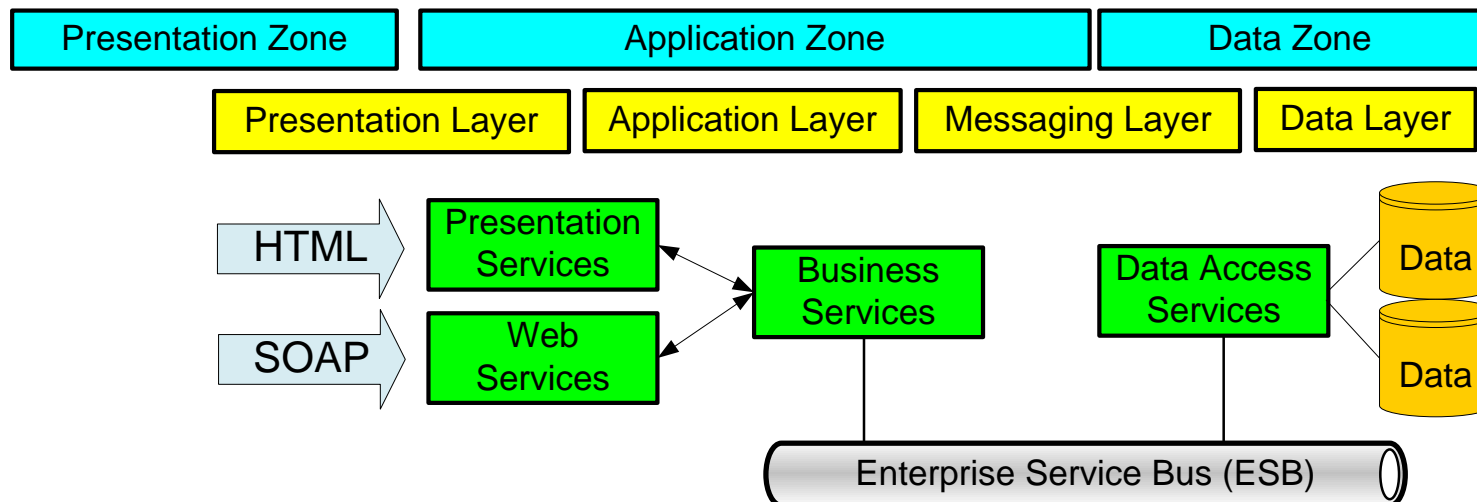 Presentation Zone
Application Zone
Data Zone
Presentation Layer
Application Layer
Messaging Layer
Data Layer
HTML
Presentation
Services
SOAP
Web
Services
Business
Services
Data Access
Services
Data
Data
Enterprise Service Bus (ESB)